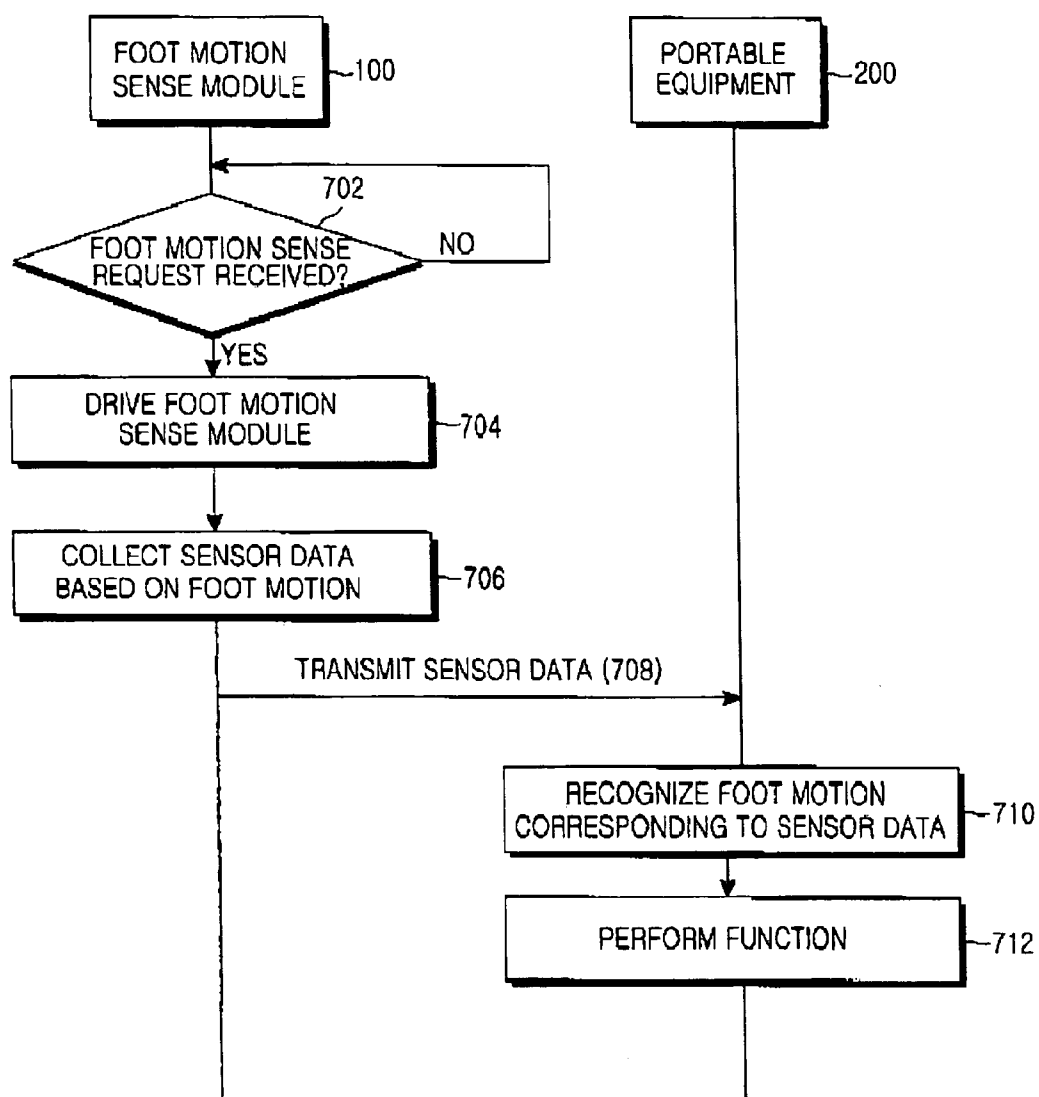 FOOT MOTION
SENSE MODULE
100
PORTABLE
EQUIPMENT
200
702
FOOT MOTION SENSE
REQUEST RECEIVED?
NO
YES
DRIVE FOOT MOTION
SENSE MODULE
704
COLLECT SENSOR DATA
BASED ON FOOT MOTION
706
TRANSMIT SENSOR DATA (708)
RECOGNIZE FOOT MOTION
CORRESPONDING TO SENSOR DATA
710
PERFORM FUNCTION
712